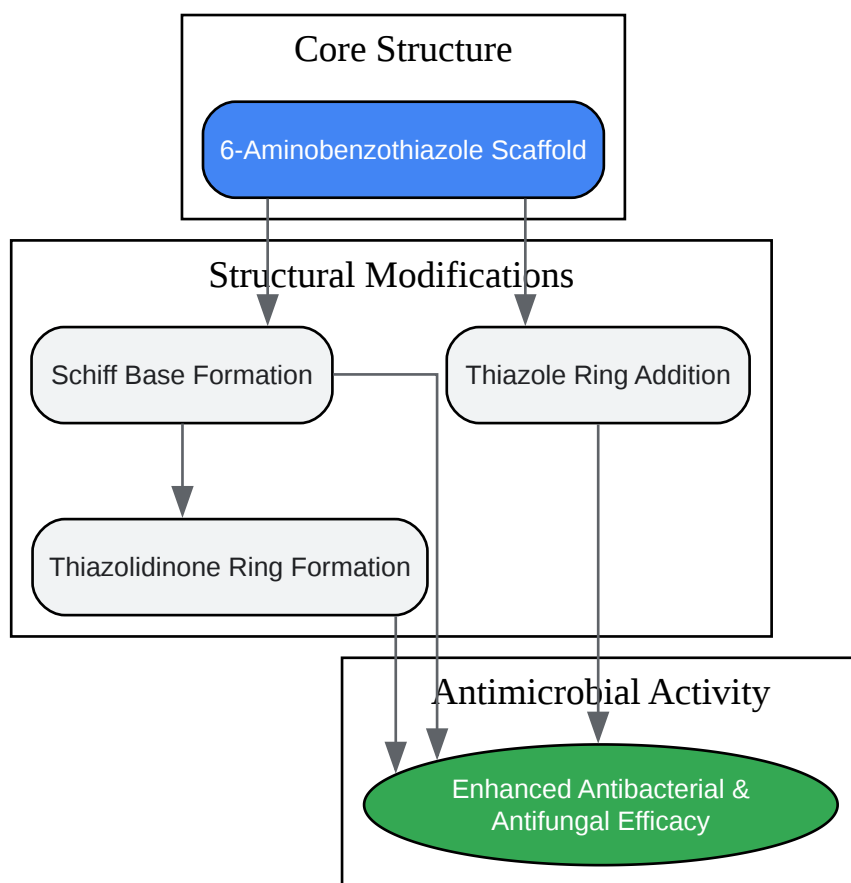 Core Structure
6-Aminobenzothiazole Scaffold
Structural Modifications
Schiff Base Formation
Thiazole Ring Addition
Thiazolidinone Ring Formation
Antimicrobial Activity
Enhanced Antibacterial &
Antifungal Efficacy